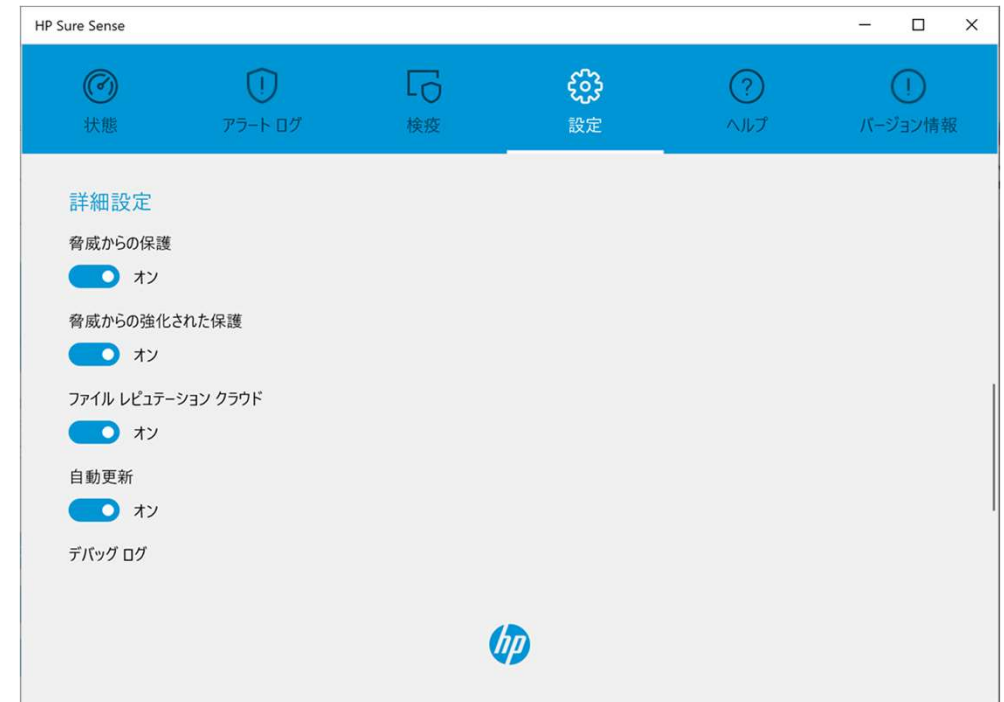 HP Sure Sense
状態 アラート ログ 検疫 設定 ヘルプ バージョン情報
詳細設定
脅威からの保護
オン
脅威からの強化された保護
オン
ファイル レピュテーション クラウド
オン
自動更新
オン
デバッグ ログ
hp